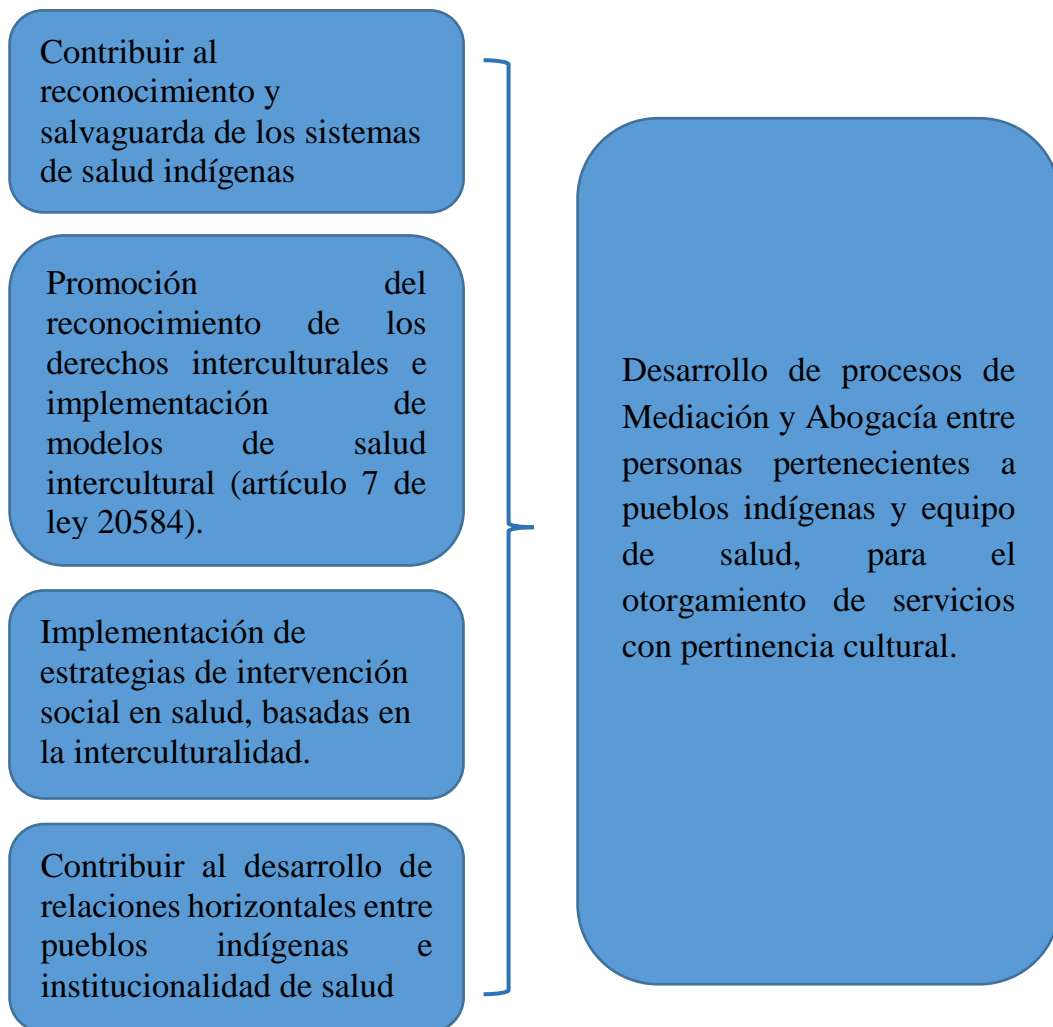 Contribuir al
reconocimiento y
salvaguarda de los sistemas
de salud indígenas
Promoción del
reconocimiento de los
derechos interculturales e
implementación de
modelos de salud
intercultural (artículo 7 de
ley 20584).
Implementación de
estrategias de intervención
social en salud, basadas en
la interculturalidad.
Contribuir al desarrollo de
relaciones horizontales entre
pueblos indígenas e
institucionalidad de salud
Desarrollo de procesos de
Mediación y Abogacía entre
personas pertenecientes a
pueblos indígenas y equipo
de salud, para el
otorgamiento de servicios
con pertinencia cultural.